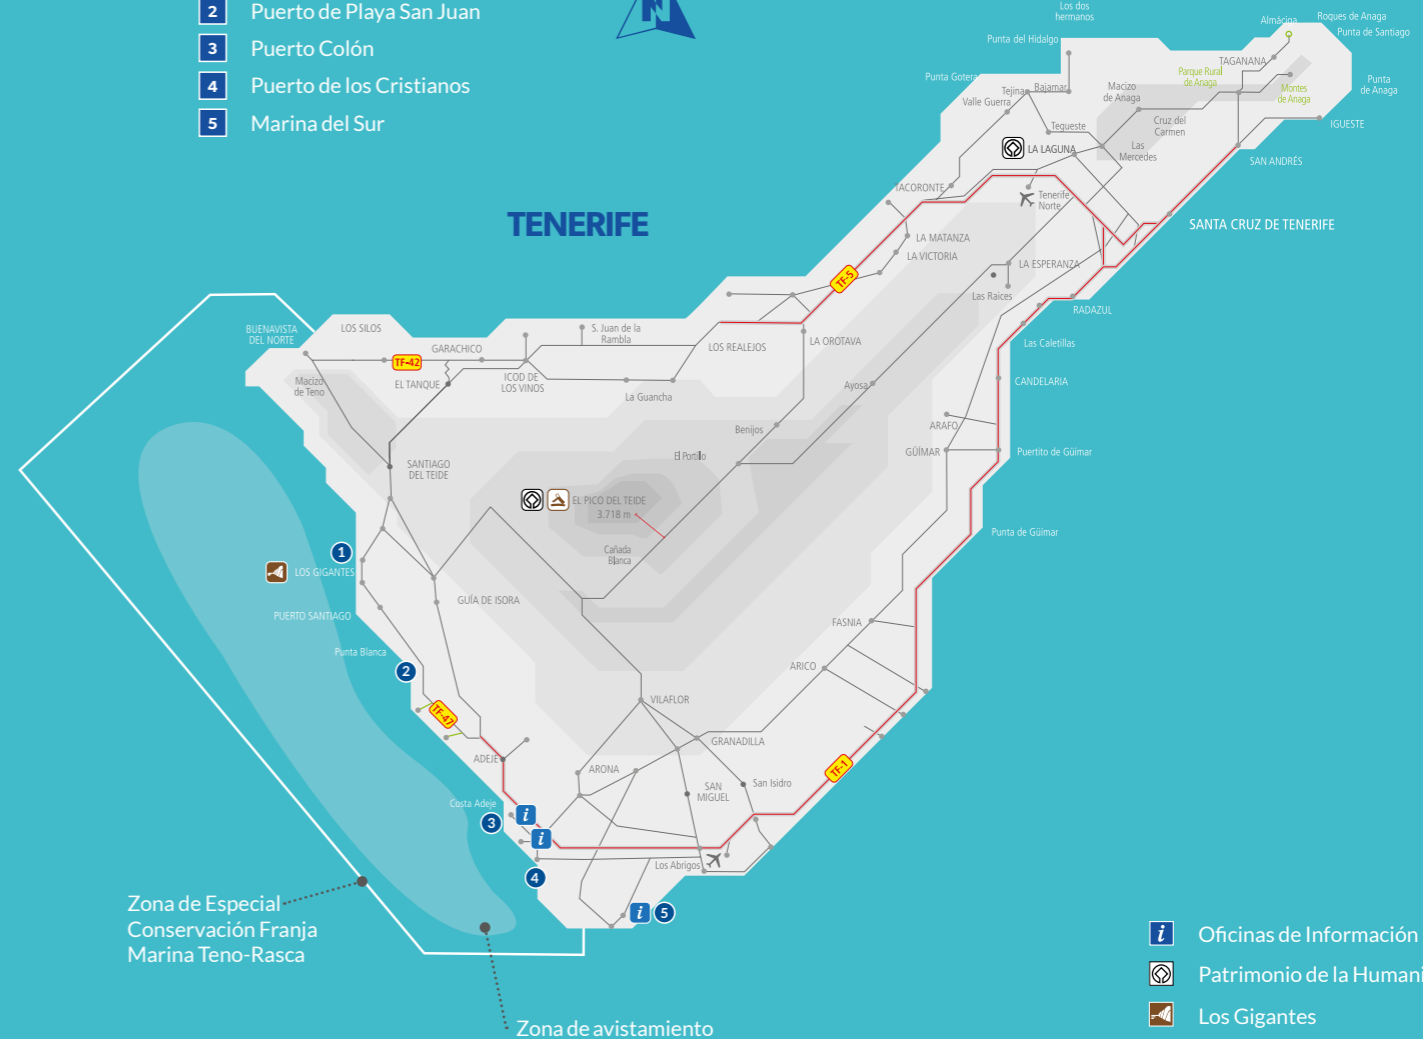 2 Puerto de Playa San Juan
3 Puerto Colón
4 Puerto de los Cristianos
5 Marina del Sur
N
TENERIFE
Los dos
hermanos
Almáciga
Roques de Anaga
Punta de Santiago
Punta del Hidalgo
TAGANANA
Punta Gotera
Parque Rural
de Anaga
Punta
de Anaga
Tejina
Bajamar
Macizo
de Anaga
Montes
de Anaga
Valle Guerra
Cruz del
Carmen
IGUESTE
Tegueste
LA LAGUNA
Las
Mercedes
SAN ANDRÉS
TACORONTE
Tenerife
Norte
SANTA CRUZ DE TENERIFE
LA MATANZA
LA VICTORIA
LA ESPERANZA
TF-5
Las Raices
RADAZUL
BUENAVISTA
DEL NORTE
LOS SILOS
S. Juan de la
Rambla
LOS REALEJOS
LA OROTAVA
Las Caletillas
GARACHICO
TF-42
Macizo
de Teno
EL TANQUE
ICOD DE
LOS VINOS
La Guancha
Ayosa
CANDELARIA
ARAFO
Benijos
GÜÍMAR
Puertito de Güimar
El Portillo
SANTIAGO
DEL TEIDE
EL PICO DEL TEIDE
3.718 m
Punta de Güimar
Cañada
Blanca
1
LOS GIGANTES
GUÍA DE ISORA
PUERTO SANTIAGO
FASNIA
Punta Blanca
2
ARICO
TF-47
VILAFLOR
GRANADILLA
ADEJE
ARONA
TF-1
SAN
MIGUEL
San Isidro
Costa Adeje
3
i
i
Los Abrigos
4
i 5
Zona de Especial
Conservación Franja
Marina Teno-Rasca
Zona de avistamiento
i Oficinas de Información
Patrimonio de la Humani
Los Gigantes